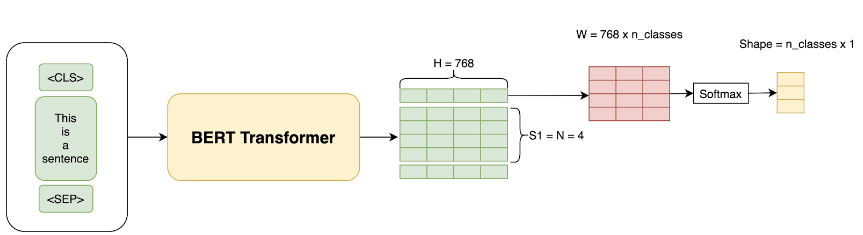 <CLS>
This
is
a
sentence
<SEP>
BERT Transformer
H = 768
S1 = N = 4
W = 768 x n_classes
Softmax
Shape = n_classes x 1